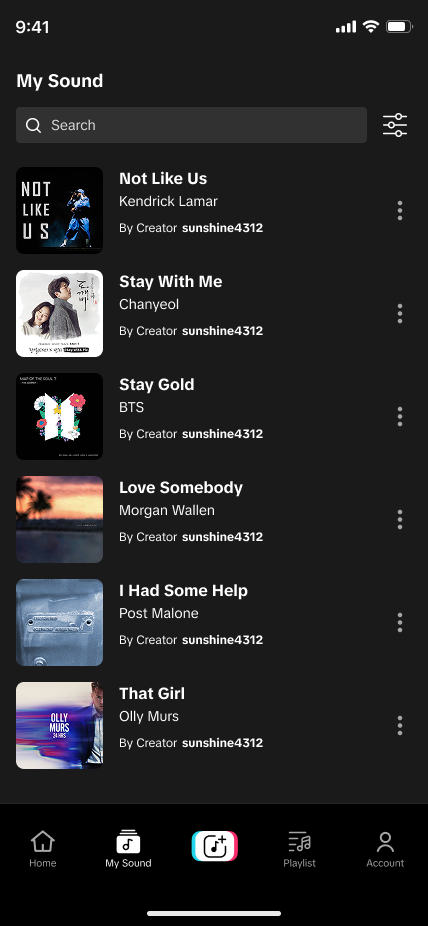 9:41
My Sound
Search
NOT
LIKE
U S
Not Like Us
Kendrick Lamar
By Creator sunshine4312
도깨비
Stay With Me
Chanyeol
By Creator sunshine4312
MAP OF THE SOUL 7
Stay Gold
BTS
By Creator sunshine4312
Love Somebody
Morgan Wallen
By Creator sunshine4312
I Had Some Help
Post Malone
By Creator sunshine4312
OLLY
MURS
24 HRS
That Girl
Olly Murs
By Creator sunshine4312
Home
My Sound
Playlist
Account